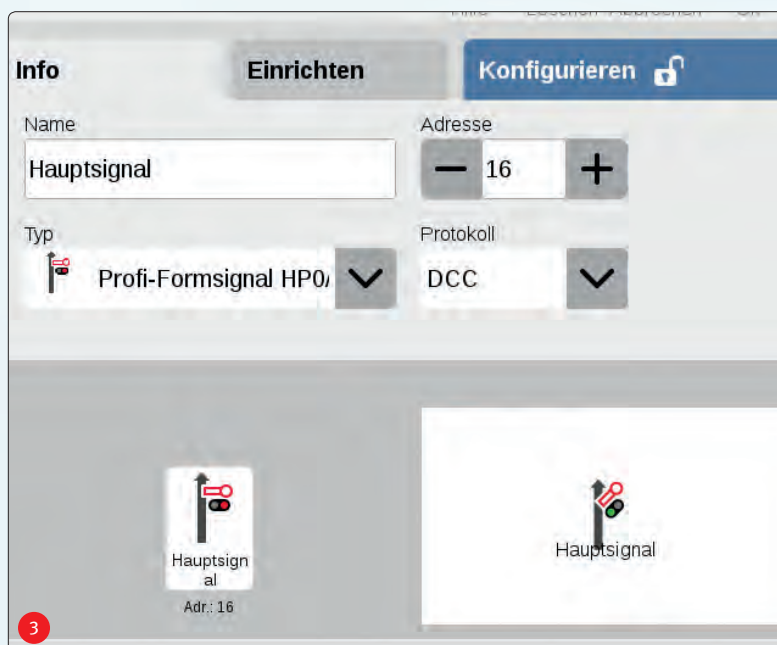 Info Einrichten Konfigurieren
Name Adresse
Hauptsignal 16
Typ Protokoll
Profi-Formsignal HP0/ DCC
Hauptsign
al
Adr.: 16
Hauptsignal
3